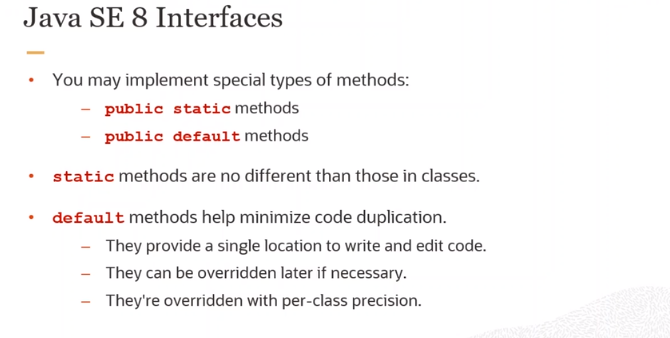 Java SE 8 Interfaces
• You may implement special types of methods:
– public static methods
– public default methods
• static methods are no different than those in classes.
• default methods help minimize code duplication.
– They provide a single location to write and edit code.
– They can be overridden later if necessary.
– They're overridden with per-class precision.